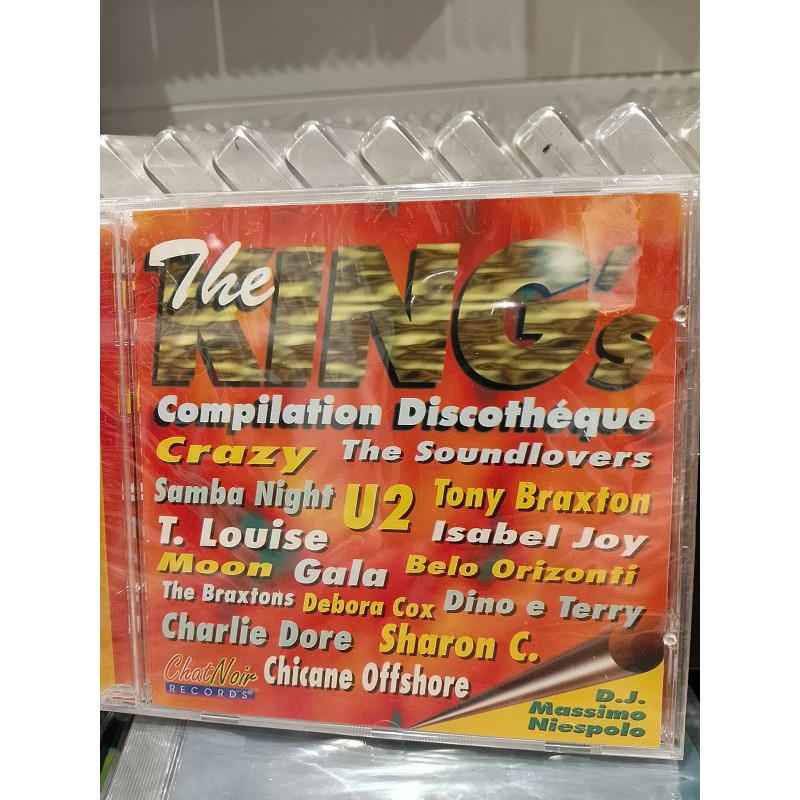 The
KING's
Compilation Discothéque
Crazy The Soundlovers
Samba Night U2 Tony Braxton
T. Louise Isabel Joy
Moon Gala Belo Orizonti
The Braxtons Debora Cox Dino e Terry
Charlie Dore Sharon C.
ChatNoir Chicane Offshore
RECORDS®
D.J.
Massimo
Niespolo